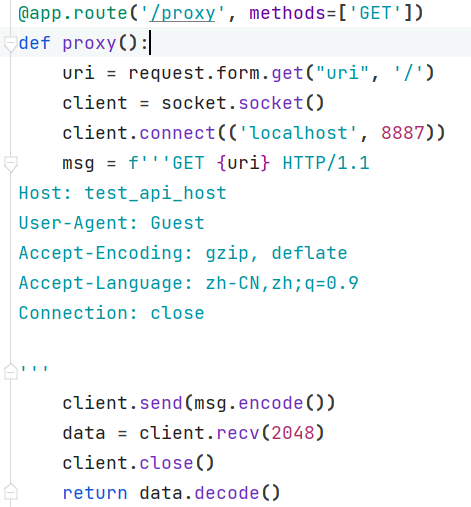 @app.route('/proxy', methods=['GET'])
def proxy():
    uri = request.form.get("uri", '/')
    client = socket.socket()
    client.connect(('localhost', 8887))
    msg = f'''GET {uri} HTTP/1.1
Host: test_api_host
User-Agent: Guest
Accept-Encoding: gzip, deflate
Accept-Language: zh-CN,zh;q=0.9
Connection: close

'''
    client.send(msg.encode())
    data = client.recv(2048)
    client.close()
    return data.decode()